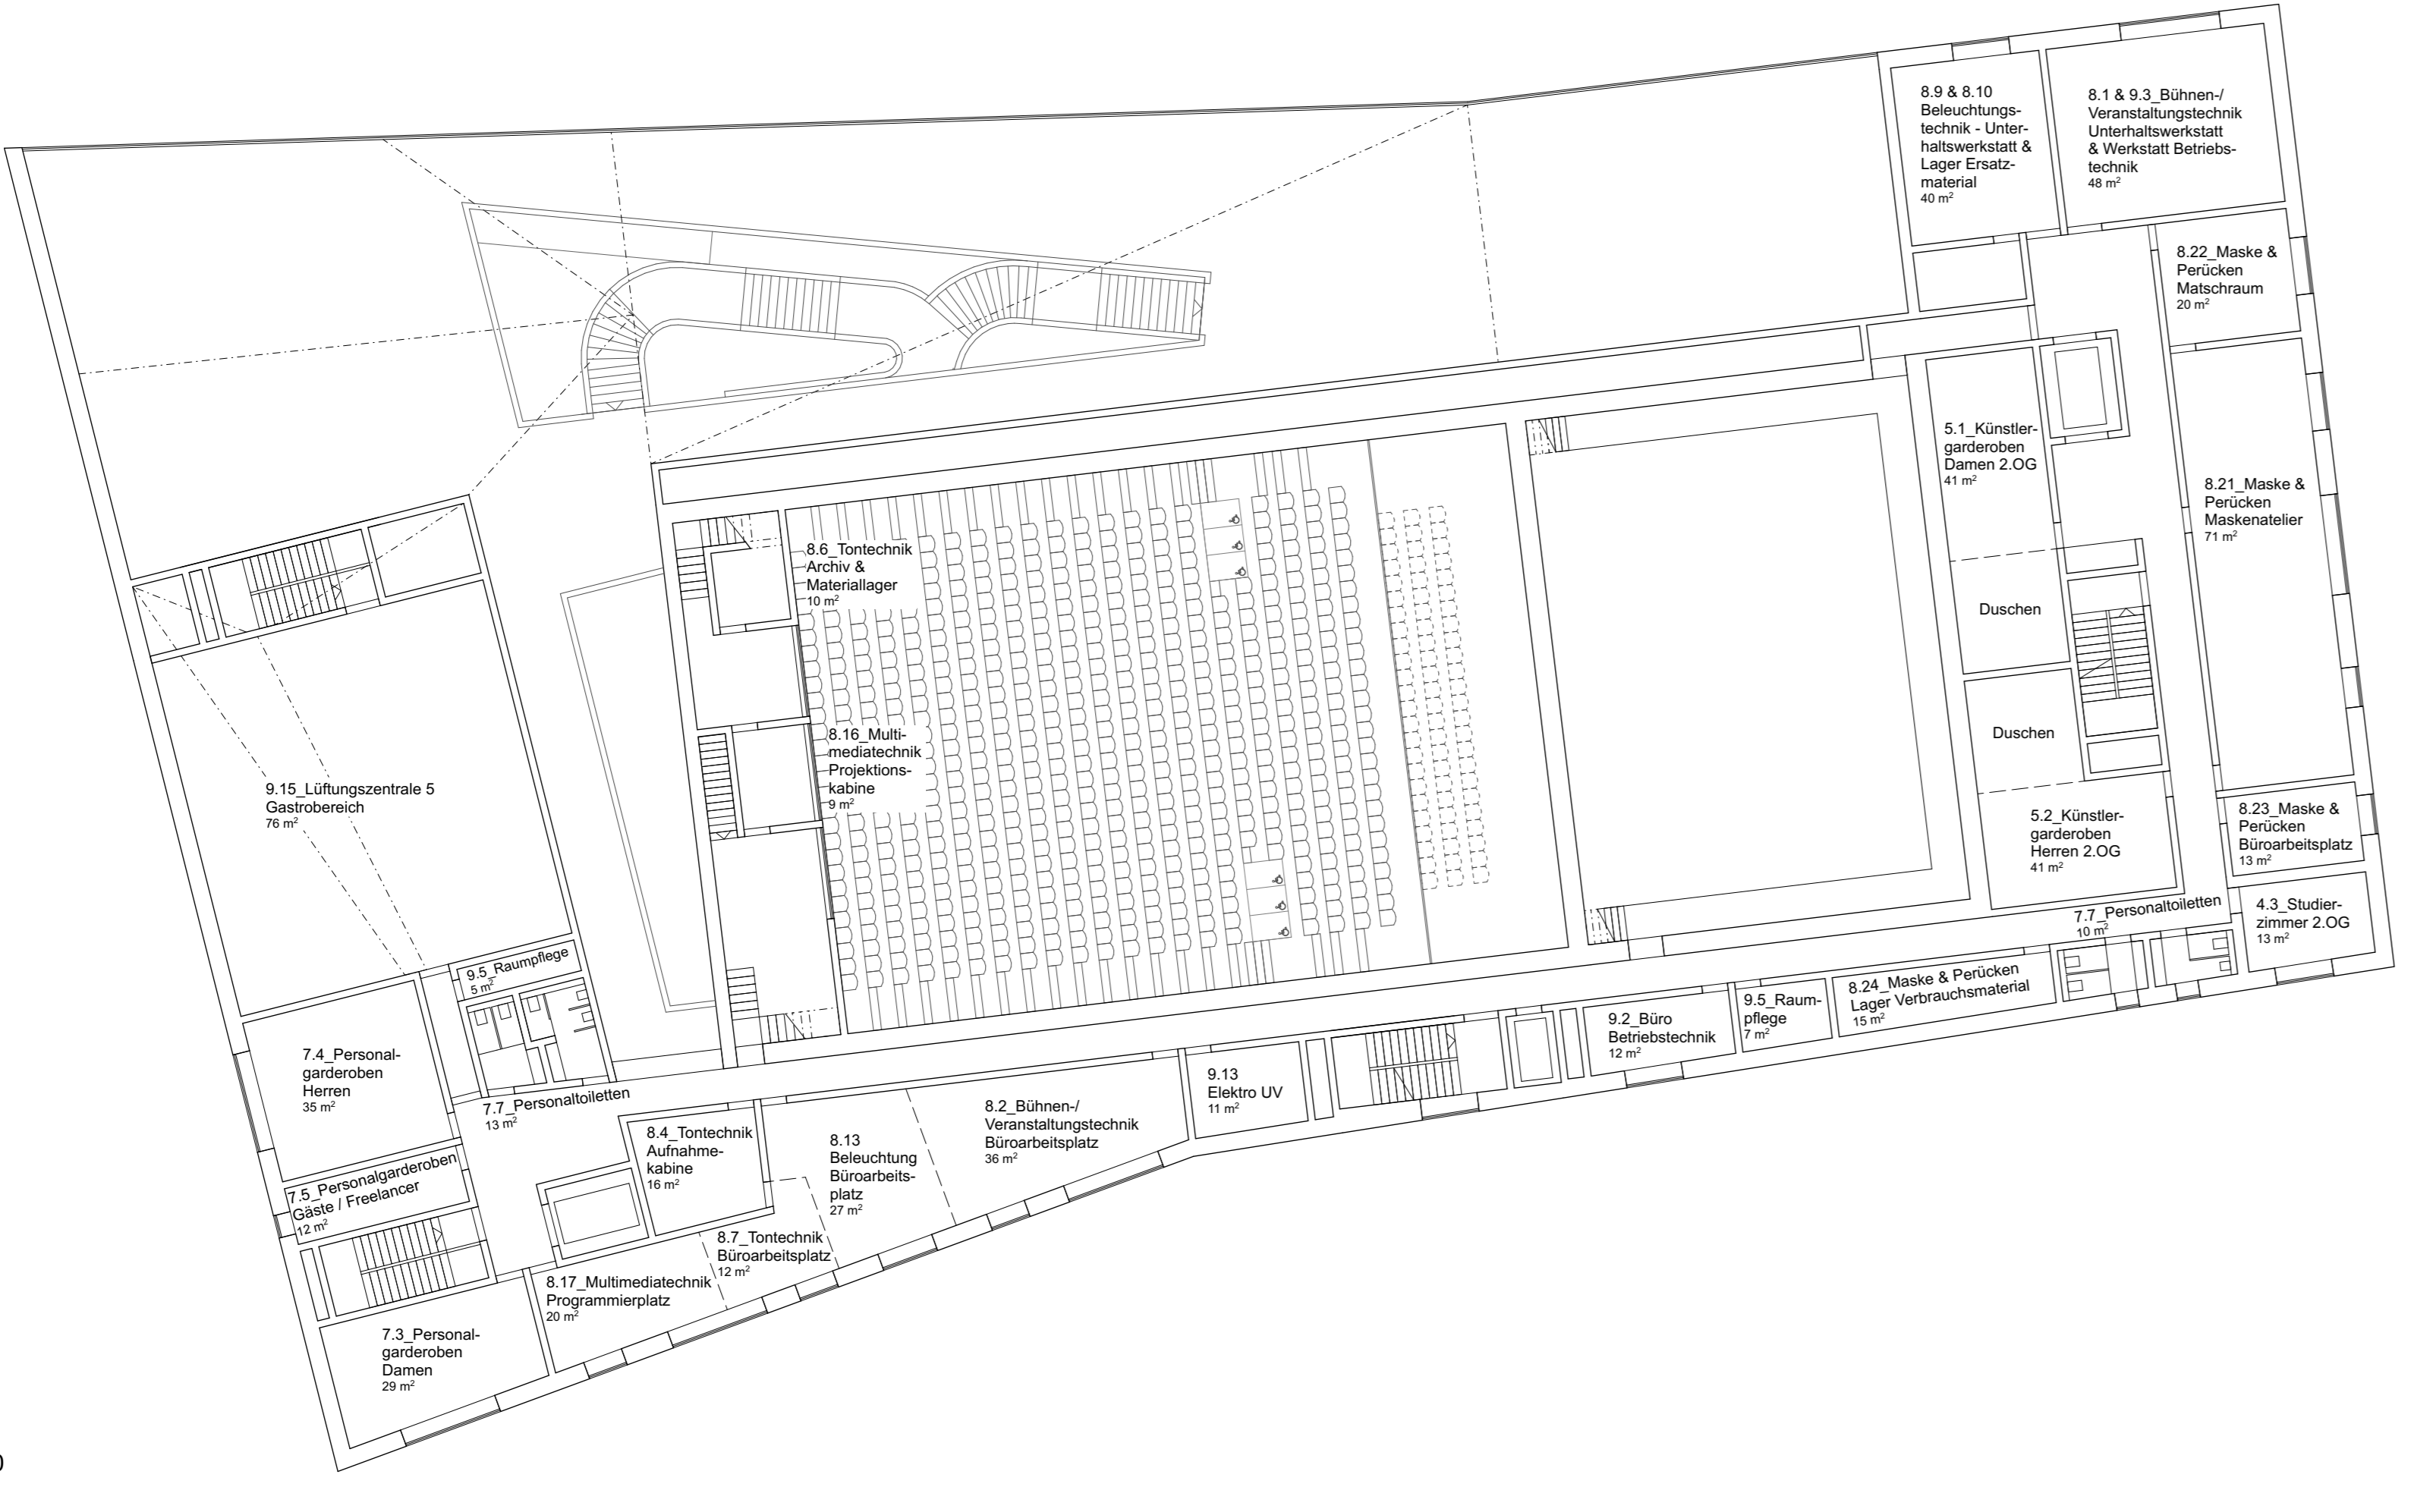 8.9 & 8.10
Beleuchtungs-
technik - Unter-
haltswerkstatt &
Lager Ersatz-
material
40 m²
8.1 & 9.3_Bühnen-/
Veranstaltungstechnik
Unterhaltswerkstatt
& Werkstatt Betriebs-
technik
48 m²
8.22_Maske &
Perücken
Matschraum
20 m²
5.1_Künstler-
garderoben
Damen 2.OG
41 m²
8.21_Maske &
Perücken
Maskenatelier
71 m²
8.6_Tontechnik
Archiv &
Materiallager
10 m²
Duschen
Duschen
8.16_Multi-
mediatechnik
Projektions-
kabine
9 m²
9.15_Lüftungszentrale 5
Gastrobereich
76 m²
5.2_Künstler-
garderoben
Herren 2.OG
41 m²
8.23_Maske &
Perücken
Büroarbeitsplatz
13 m²
4.3_Studier-
zimmer 2.OG
13 m²
7.7_Personaltoiletten
10 m²
9.5_Raumpflege
5 m²
8.24_Maske & Perücken
Lager Verbrauchsmaterial
15 m²
9.5_Raum-
pflege
7 m²
9.2_Büro
Betriebstechnik
12 m²
9.13
Elektro UV
11 m²
7.4_Personal-
garderoben
Herren
35 m²
7.7_Personaltoiletten
13 m²
8.2_Bühnen-/
Veranstaltungstechnik
Büroarbeitsplatz
36 m²
8.4_Tontechnik
Aufnahme-
kabine
16 m²
8.13
Beleuchtung
Büroarbeits-
platz
27 m²
7.5_Personalgarderoben
Gäste / Freelancer
12 m²
8.7_Tontechnik
Büroarbeitsplatz
12 m²
8.17_Multimediatechnik
Programmierplatz
20 m²
7.3_Personal-
garderoben
Damen
29 m²